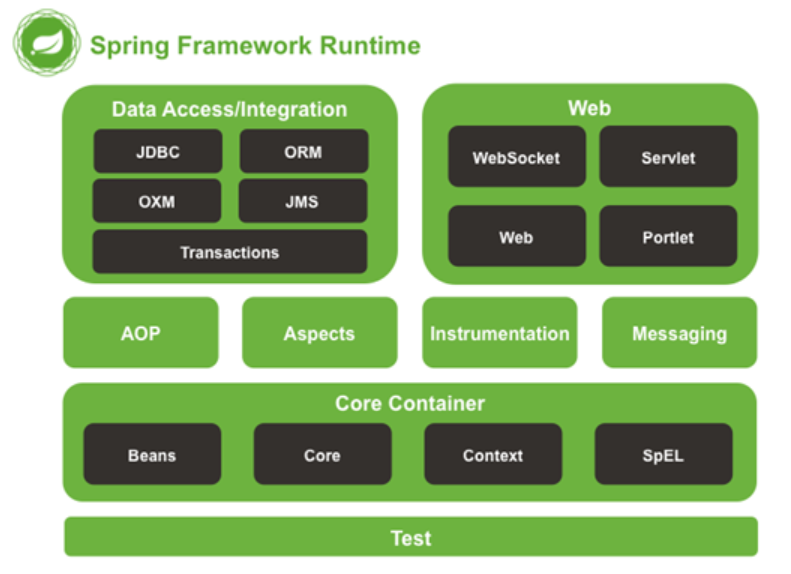 Spring Framework Runtime
Data Access/Integration
JDBC
ORM
OXM
JMS
Transactions
Web
WebSocket
Servlet
Web
Portlet
AOP
Aspects
Instrumentation
Messaging
Core Container
Beans
Core
Context
SpEL
Test